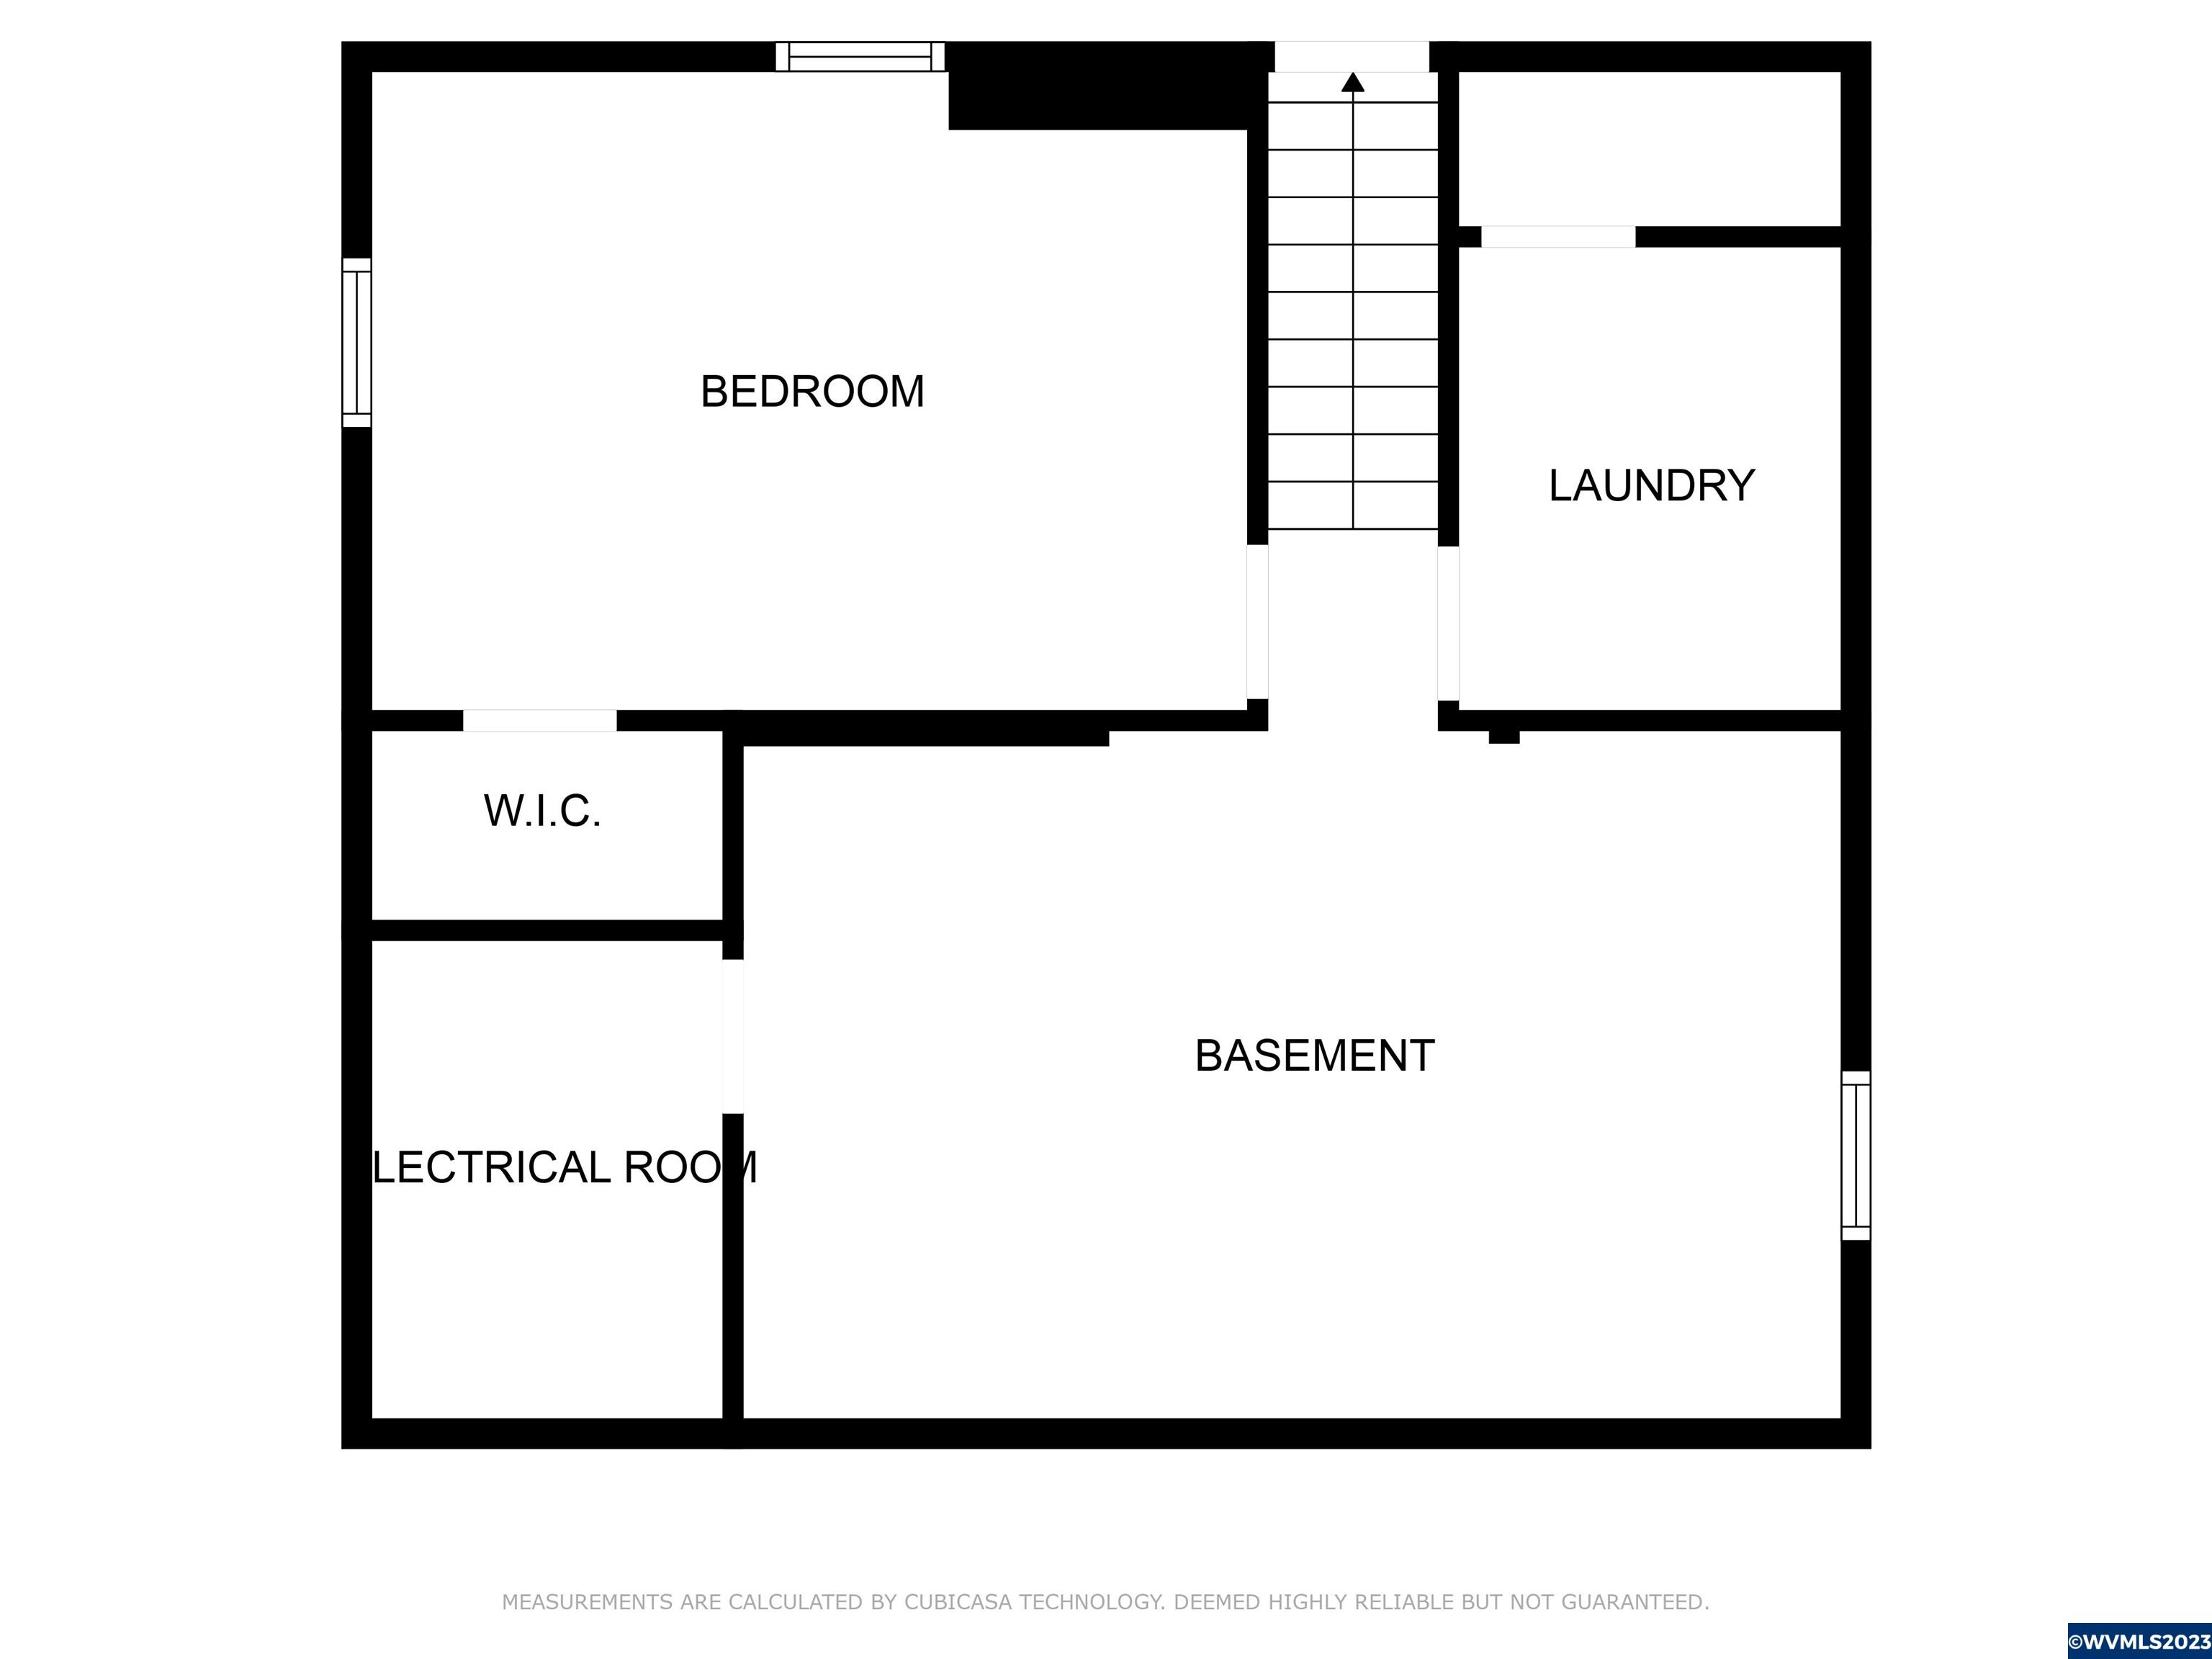 BEDROOM
LAUNDRY
W.I.C.
BASEMENT
LECTRICAL ROOM
MEASUREMENTS ARE CALCULATED BY CUBICASA TECHNOLOGY. DEEMED HIGHLY RELIABLE BUT NOT GUARANTEED.
©WVMLS2023